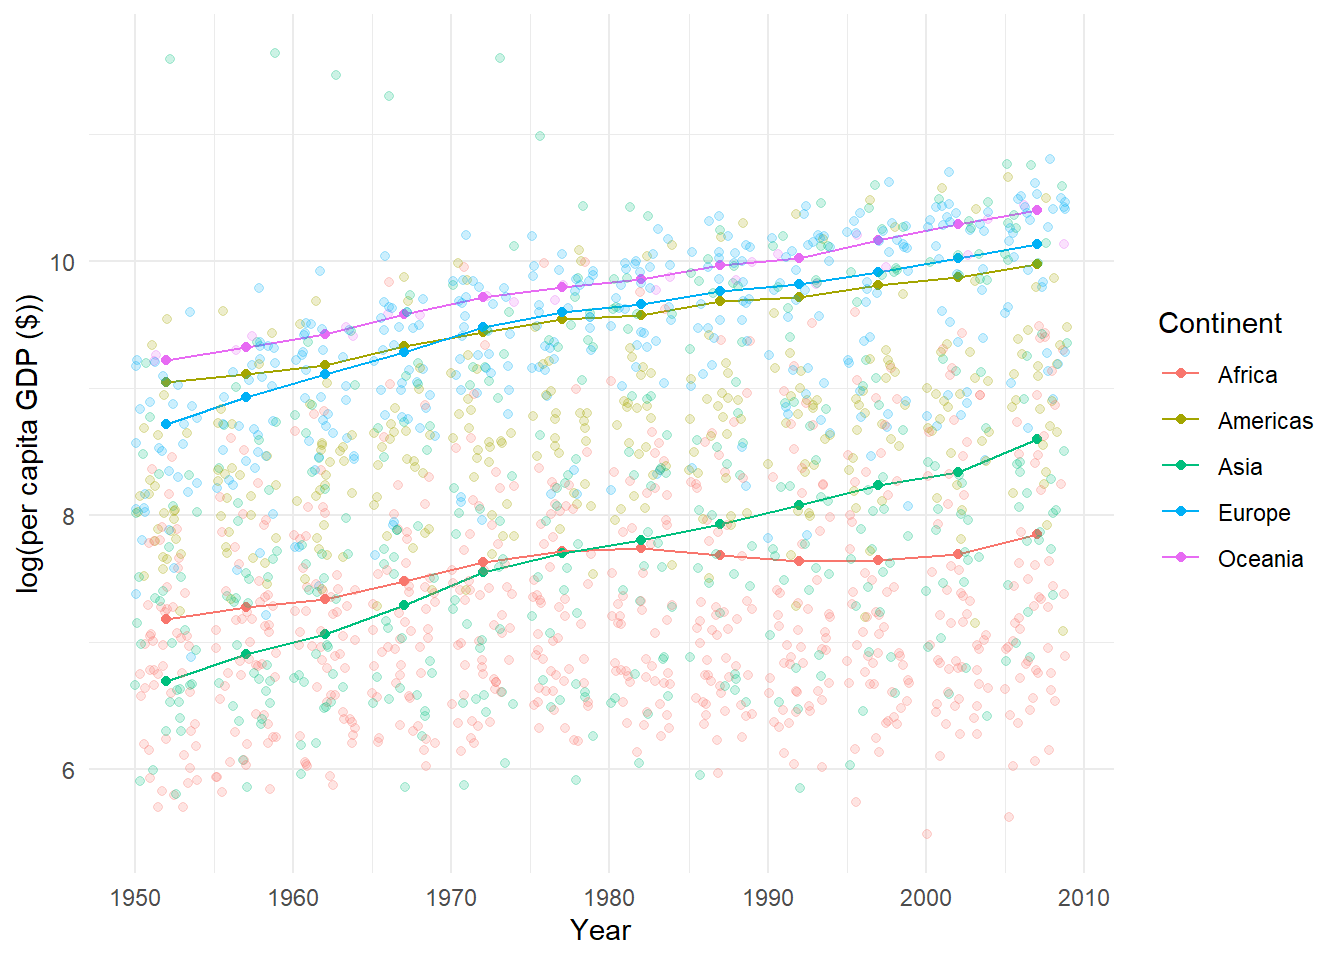 10
8
6
log(per capita GDP ($))
1950 1960 1970 1980 1990 2000 2010
Year
Continent
Africa
Americas
Asia
Europe
Oceania